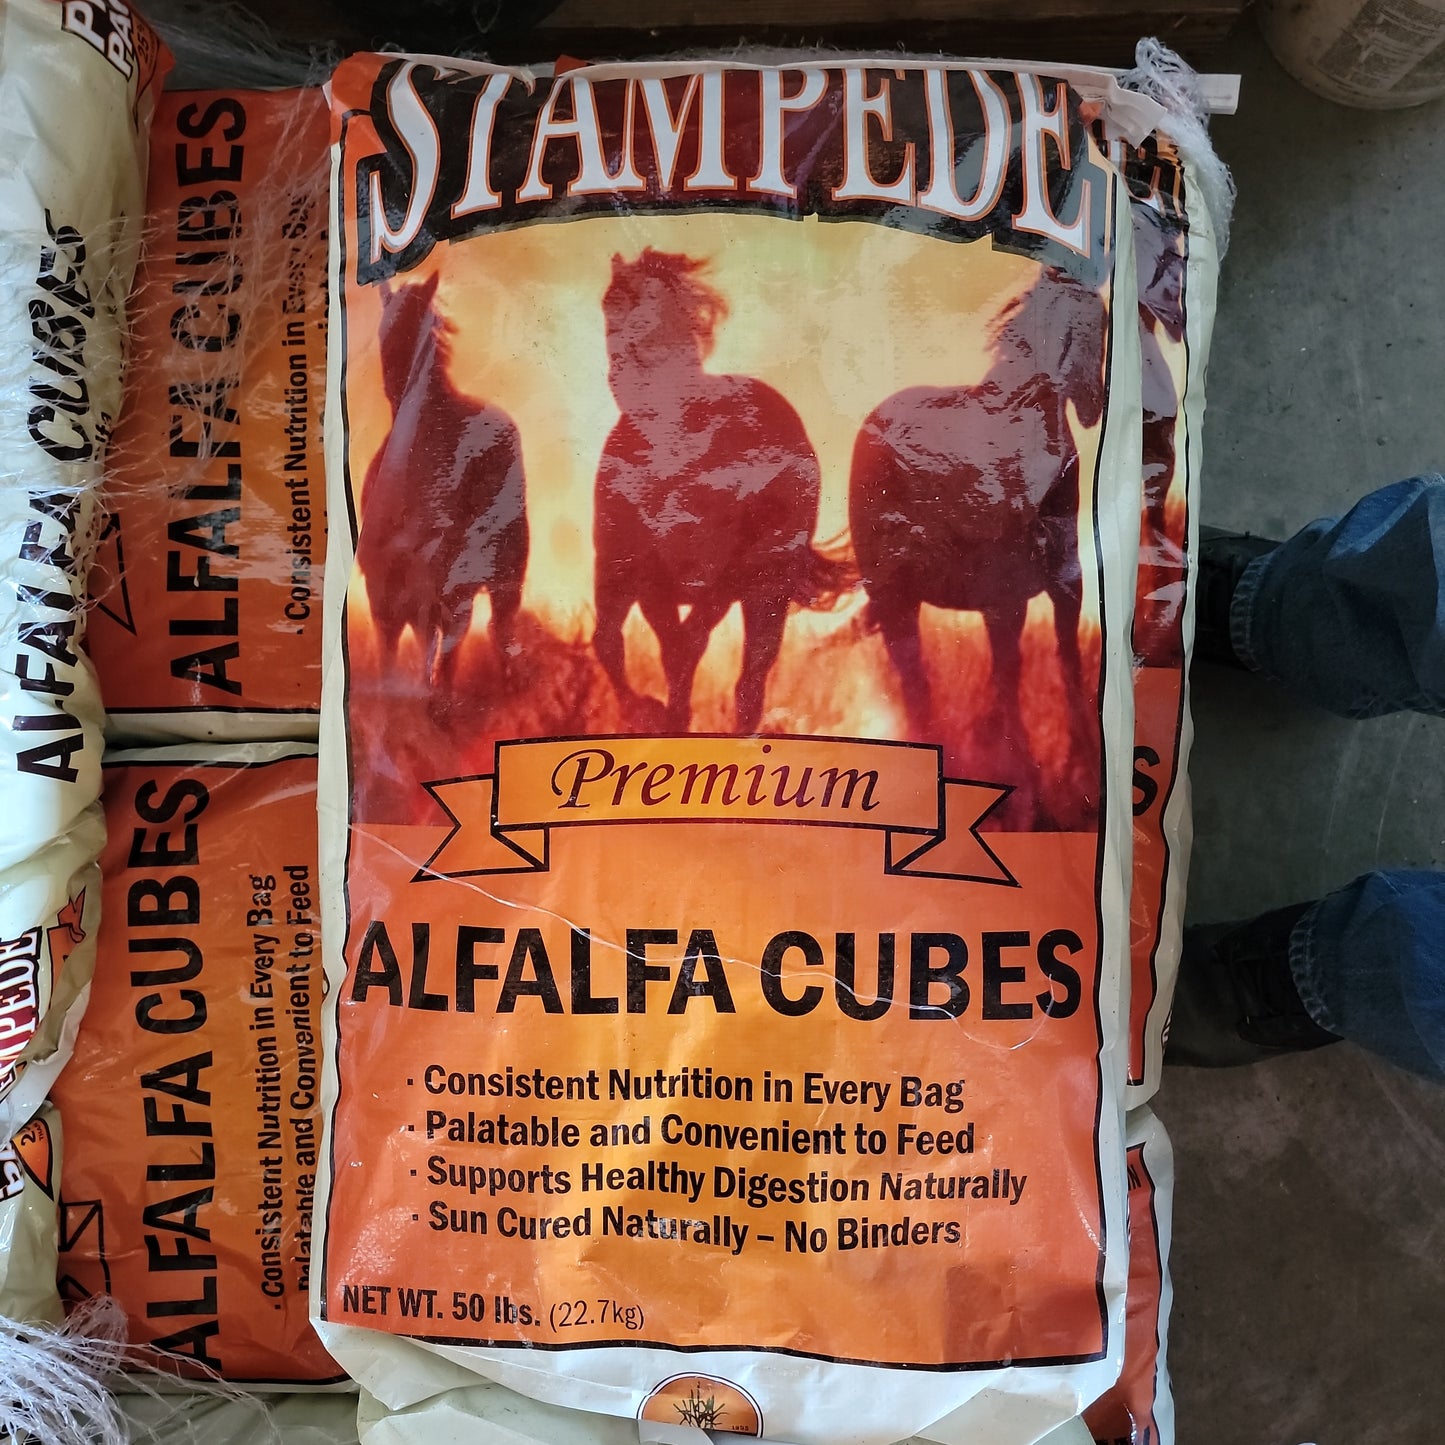 STAMPEDE
Premium
ALFALFA CUBES
· Consistent Nutrition in Every Bag
· Palatable and Convenient to Feed
· Supports Healthy Digestion Naturally
· Sun Cured Naturally – No Binders
NET WT. 50 lbs. (22.7kg)
ALFALFA CUBES
· Consistent Nutrition in Every Bag
ALFALFA CUBES
· Consistent Nutrition in Every Bag
Palatable and Convenient to Feed
ALFALFA CUBES